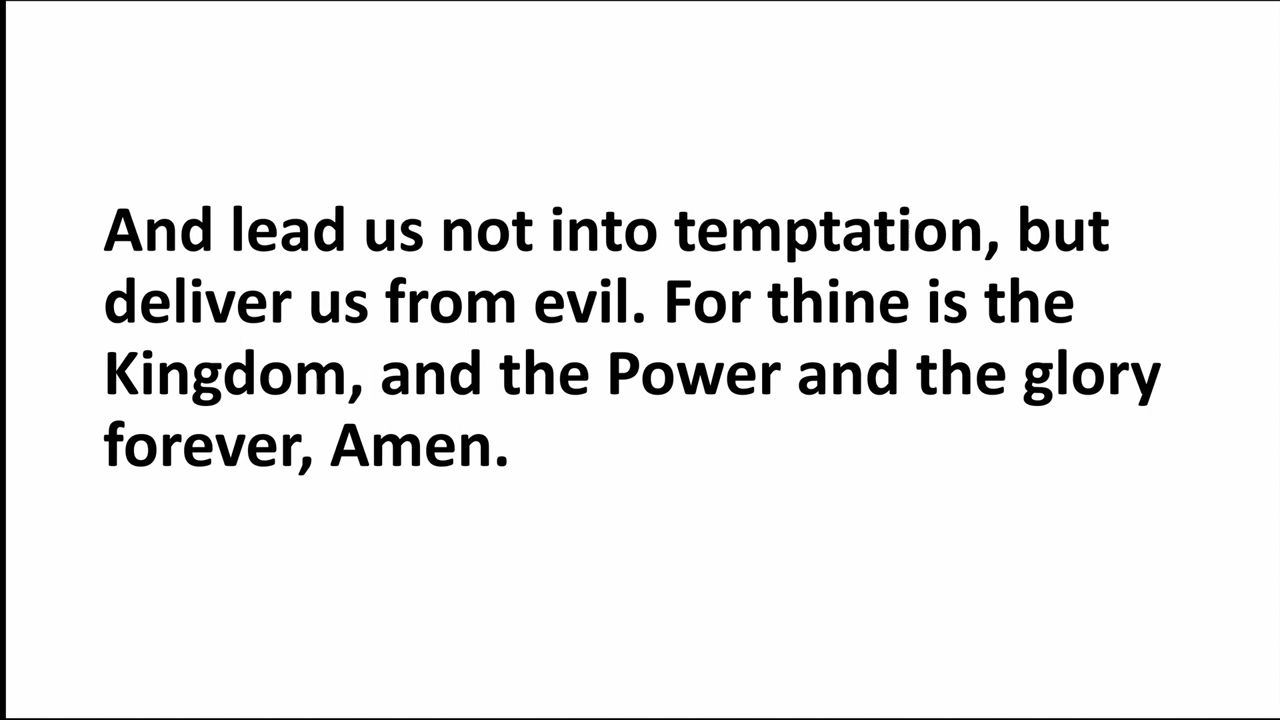 And lead us not into temptation, but
deliver us from evil. For thine is the
Kingdom, and the Power and the glory
forever, Amen.